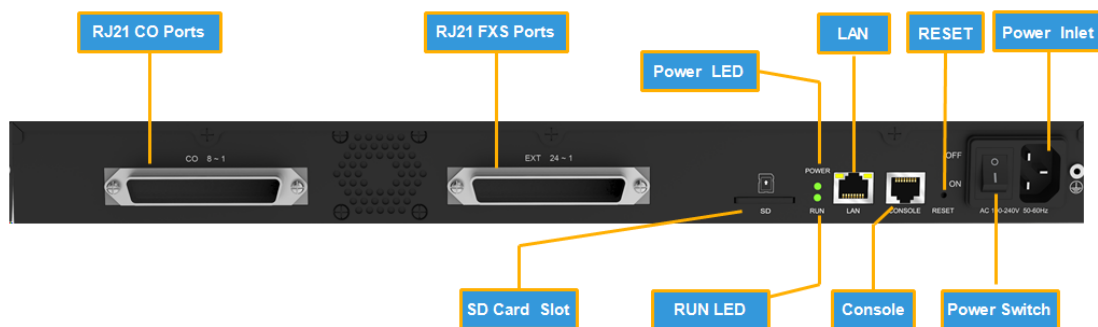 RJ21 CO Ports
RJ21 FXS Ports
LAN
RESET
Power Inlet
Power LED
CO 8 ~ 1
EXT 24 ~ 1
POWER
OFF
ON
SD
RUN
LAN
CONSOLE
RESET
AC 100-240V 50-60Hz
SD Card Slot
RUN LED
Console
Power Switch